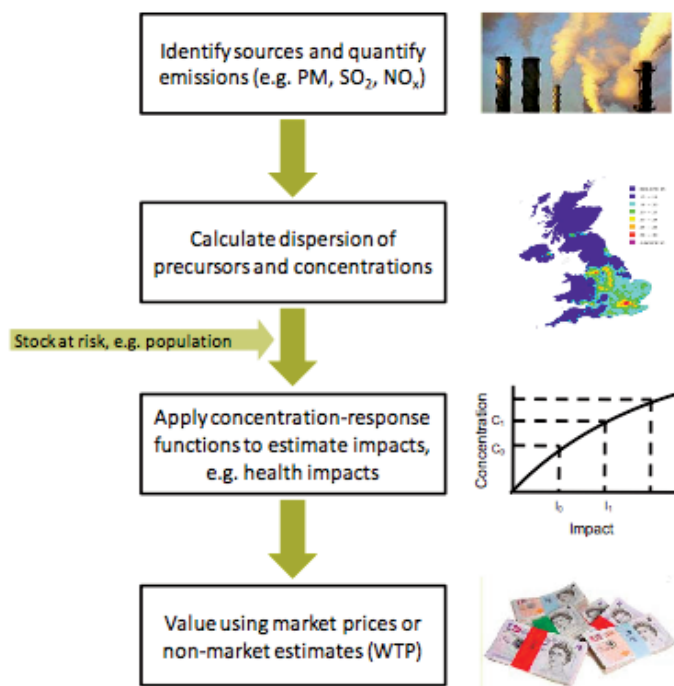 Identify sources and quantify
emissions (e.g. PM, SO₂, NOₓ)
Calculate dispersion of
precursors and concentrations
Stock at risk, e.g. population
Apply concentration-response
functions to estimate impacts,
e.g. health impacts
Concentration
C₁
C₀
I₀
I₁
Impact
Value using market prices or
non-market estimates (WTP)